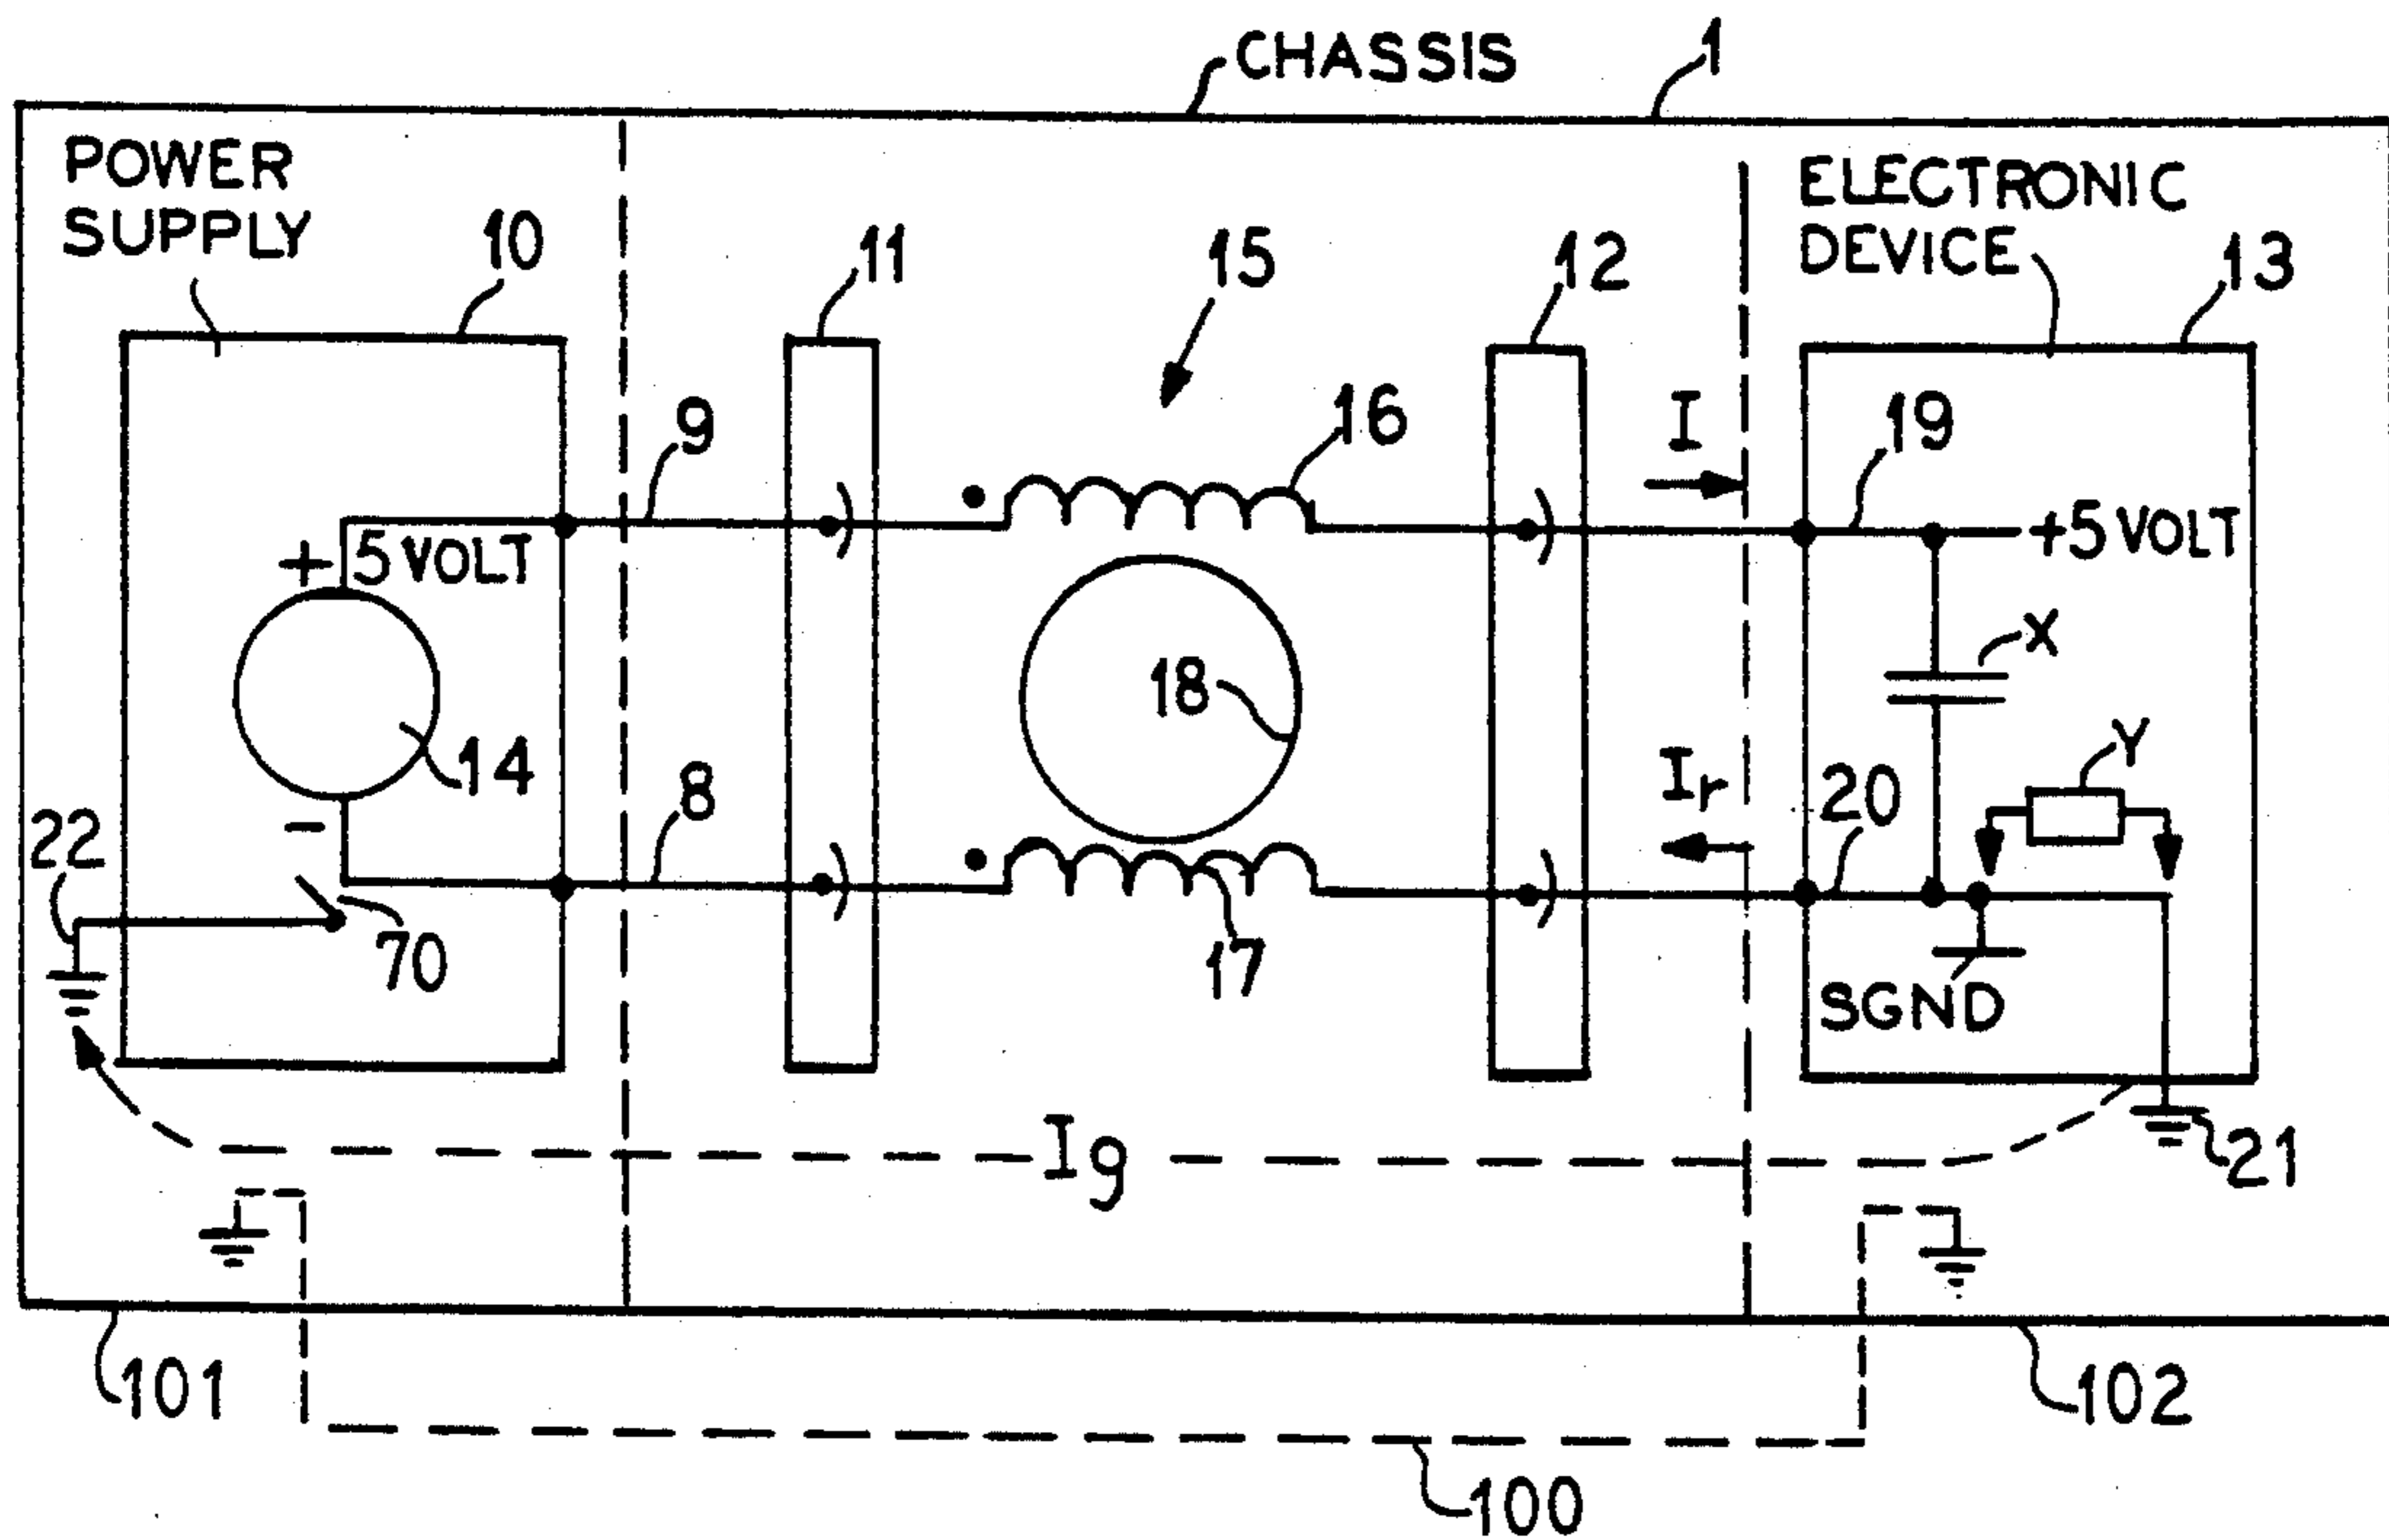 CHASSIS
1
POWER
SUPPLY
10
11
15
12
ELECTRONIC
DEVICE
13
9
16
I
19
+ 5 VOLT
+5 VOLT
X
18
14
Y
Ir
20
8
22
-
70
17
SGND
Ig
21
101
102
100